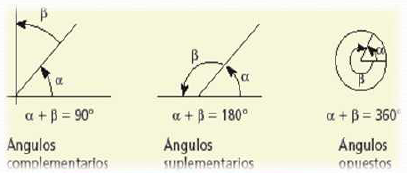 β
α
β
α
α
β
α + β = 90°
α + β = 180°
α + β = 360°
Ángulos complementarios
Ángulos suplementarios
Ángulos opuestos